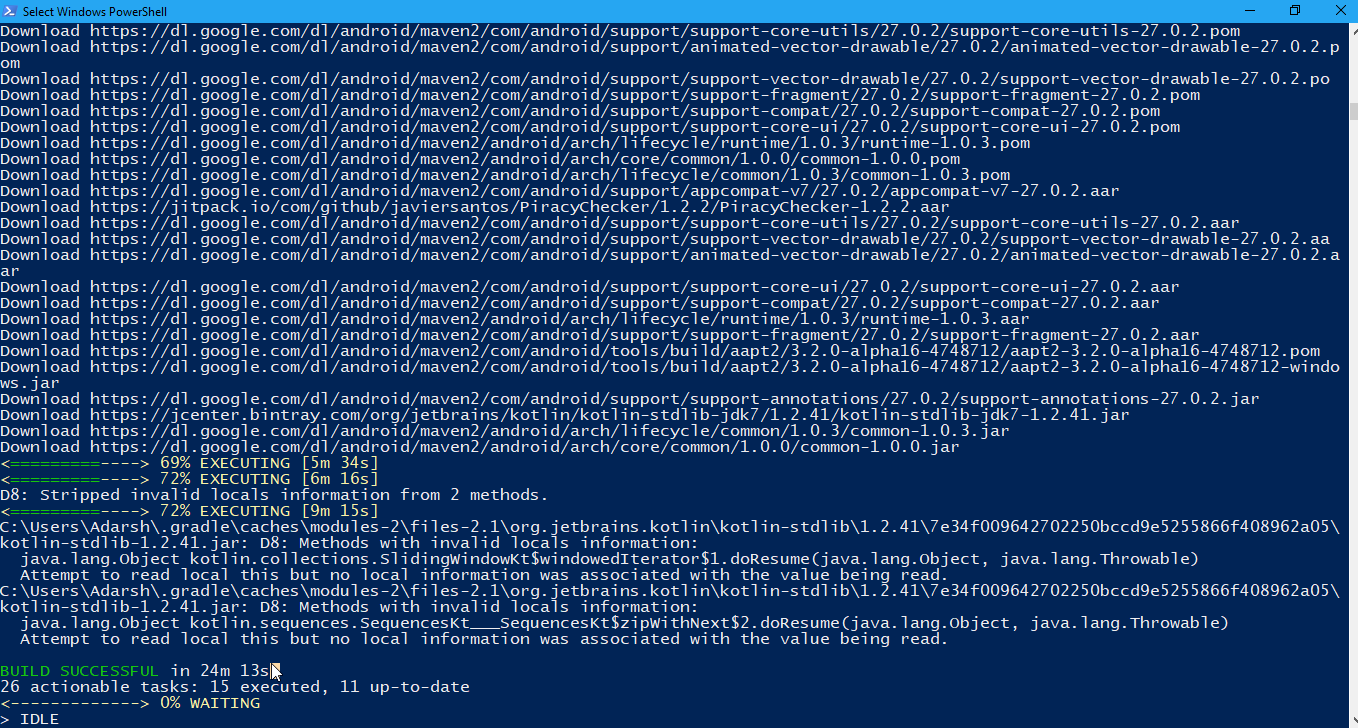 Select Windows PowerShell
Download https://dl.google.com/dl/android/maven2/com/android/support/support-core-utils/27.0.2/support-core-utils-27.0.2.pom
Download https://dl.google.com/dl/android/maven2/com/android/support/animated-vector-drawable/27.0.2/animated-vector-drawable-27.0.2.p
om
Download https://dl.google.com/dl/android/maven2/com/android/support/support-vector-drawable/27.0.2/support-vector-drawable-27.0.2.po
Download https://dl.google.com/dl/android/maven2/com/android/support/support-fragment/27.0.2/support-fragment-27.0.2.pom
Download https://dl.google.com/dl/android/maven2/com/android/support/support-compat/27.0.2/support-compat-27.0.2.pom
Download https://dl.google.com/dl/android/maven2/com/android/support/support-core-ui/27.0.2/support-core-ui-27.0.2.pom
Download https://dl.google.com/dl/android/maven2/android/arch/lifecycle/runtime/1.0.3/runtime-1.0.3.pom
Download https://dl.google.com/dl/android/maven2/android/arch/core/common/1.0.0/common-1.0.0.pom
Download https://dl.google.com/dl/android/maven2/android/arch/lifecycle/common/1.0.3/common-1.0.3.pom
Download https://dl.google.com/dl/android/maven2/com/android/support/appcompat-v7/27.0.2/appcompat-v7-27.0.2.aar
Download https://jitpack.io/com/github/javiersantos/PiracyChecker/1.2.2/PiracyChecker-1.2.2.aar
Download https://dl.google.com/dl/android/maven2/com/android/support/support-core-utils/27.0.2/support-core-utils-27.0.2.aar
Download https://dl.google.com/dl/android/maven2/com/android/support/support-vector-drawable/27.0.2/support-vector-drawable-27.0.2.aa
Download https://dl.google.com/dl/android/maven2/com/android/support/animated-vector-drawable/27.0.2/animated-vector-drawable-27.0.2.a
ar
Download https://dl.google.com/dl/android/maven2/com/android/support/support-core-ui/27.0.2/support-core-ui-27.0.2.aar
Download https://dl.google.com/dl/android/maven2/com/android/support/support-compat/27.0.2/support-compat-27.0.2.aar
Download https://dl.google.com/dl/android/maven2/android/arch/lifecycle/runtime/1.0.3/runtime-1.0.3.aar
Download https://dl.google.com/dl/android/maven2/com/android/support/support-fragment/27.0.2/support-fragment-27.0.2.aar
Download https://dl.google.com/dl/android/maven2/com/android/tools/build/aapt2/3.2.0-alpha16-4748712/aapt2-3.2.0-alpha16-4748712.pom
Download https://dl.google.com/dl/android/maven2/com/android/tools/build/aapt2/3.2.0-alpha16-4748712/aapt2-3.2.0-alpha16-4748712-windo
ws.jar
Download https://dl.google.com/dl/android/maven2/com/android/support/support-annotations/27.0.2/support-annotations-27.0.2.jar
Download https://jcenter.bintray.com/org/jetbrains/kotlin/kotlin-stdlib-jdk7/1.2.41/kotlin-stdlib-jdk7-1.2.41.jar
Download https://dl.google.com/dl/android/maven2/android/arch/lifecycle/common/1.0.3/common-1.0.3.jar
Download https://dl.google.com/dl/android/maven2/android/arch/core/common/1.0.0/common-1.0.0.jar
<=========----> 69% EXECUTING [5m 34s]
<=========----> 72% EXECUTING [6m 16s]
D8: Stripped invalid locals information from 2 methods.
<=========----> 72% EXECUTING [9m 15s]
C:\Users\Adarsh\.gradle\caches\modules-2\files-2.1\org.jetbrains.kotlin\kotlin-stdlib\1.2.41\7e34f009642702250bccd9e5255866f408962a05\
kotlin-stdlib-1.2.41.jar: D8: Methods with invalid locals information:
  java.lang.Object kotlin.collections.SlidingWindowKt$windowedIterator$1.doResume(java.lang.Object, java.lang.Throwable)
  Attempt to read local this but no local information was associated with the value being read.
C:\Users\Adarsh\.gradle\caches\modules-2\files-2.1\org.jetbrains.kotlin\kotlin-stdlib\1.2.41\7e34f009642702250bccd9e5255866f408962a05\
kotlin-stdlib-1.2.41.jar: D8: Methods with invalid locals information:
  java.lang.Object kotlin.sequences.SequencesKt___SequencesKt$zipWithNext$2.doResume(java.lang.Object, java.lang.Throwable)
  Attempt to read local this but no local information was associated with the value being read.
BUILD SUCCESSFUL in 24m 13s
26 actionable tasks: 15 executed, 11 up-to-date
<-------------> 0% WAITING
> IDLE